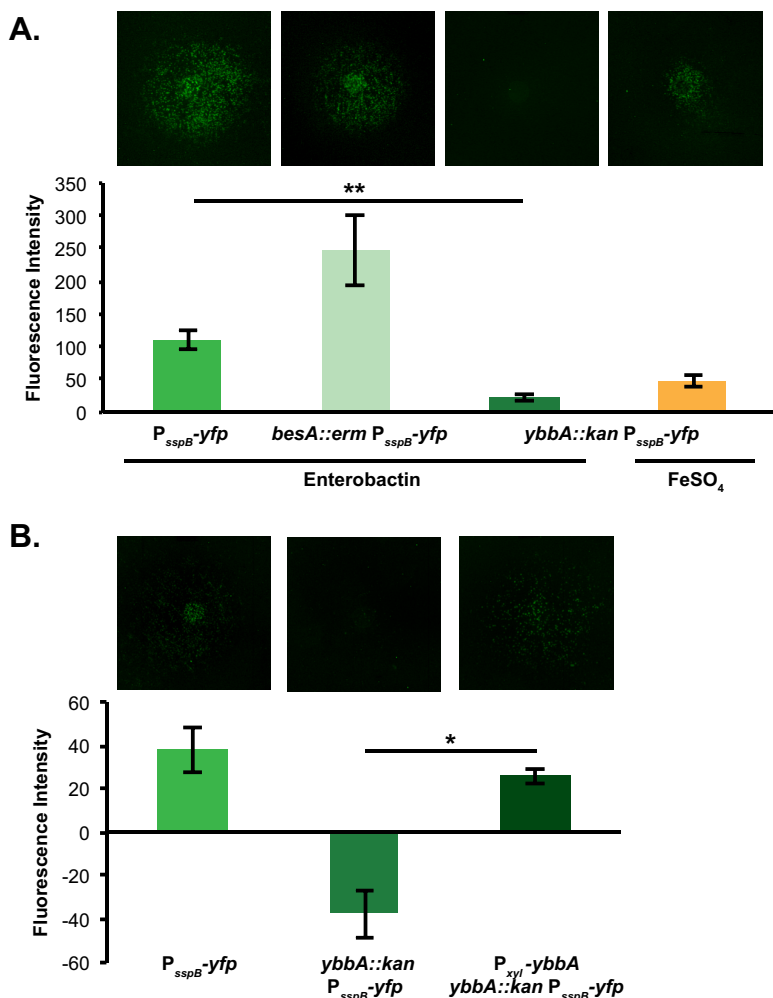 A.
Fluorescence Intensity
350
300
250
200
150
100
50
0
**
PsspB-yfp
besA::erm PsspB-yfp
ybbA::kan PsspB-yfp
Enterobactin
FeSO4
B.
Fluorescence Intensity
60
40
20
0
-20
-40
-60
*
PsspB-yfp
ybbA::kan
PsspB-yfp
Pxyl-ybbA
ybbA::kan PsspB-yfp